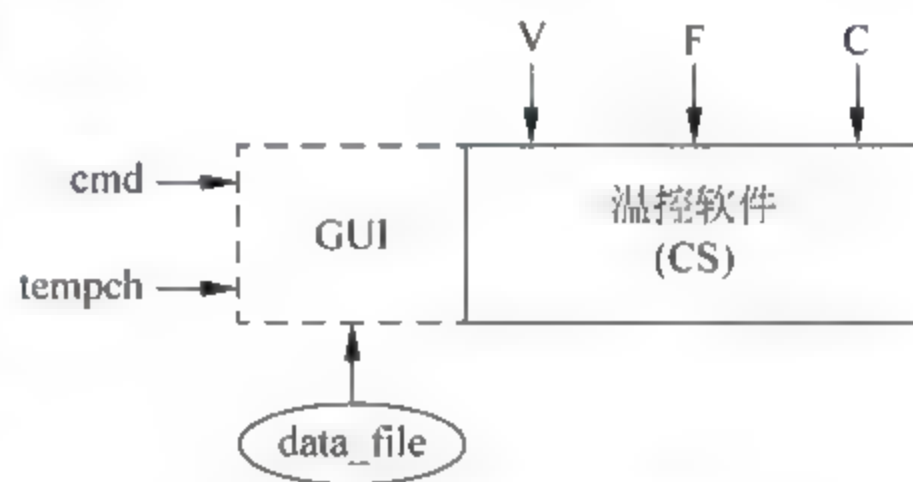 V
F
C
cmd
GUI
温控软件
(CS)
tempch
data_file